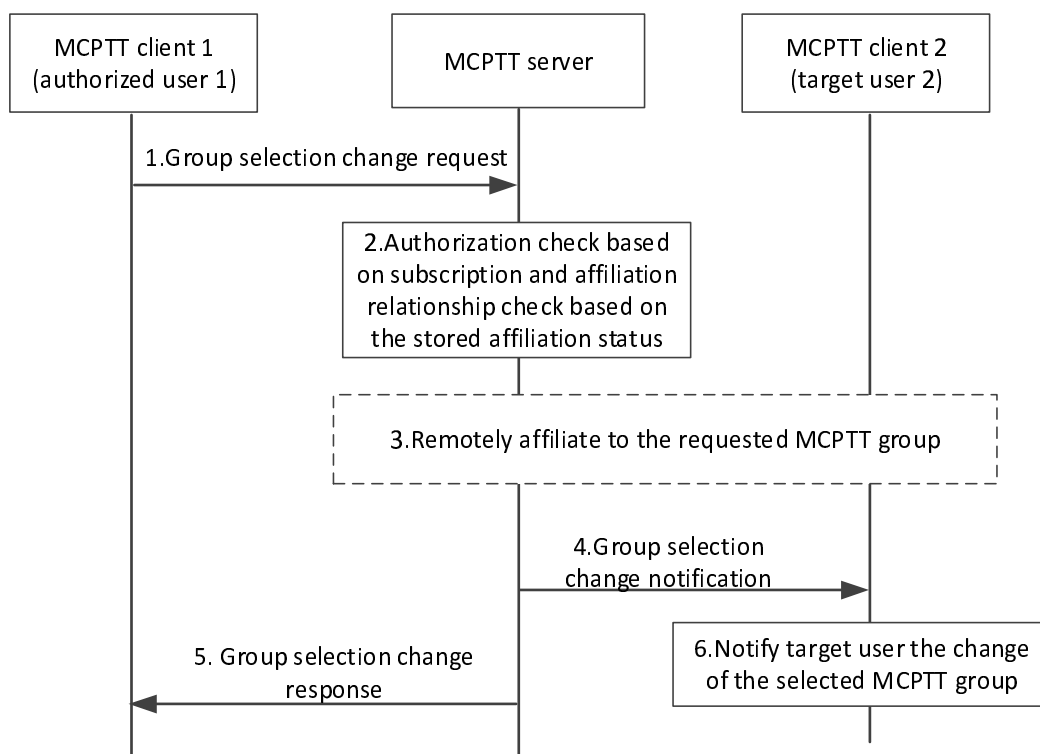 MCPTT client 1
(authorized user 1)
MCPTT server
MCPTT client 2
(target user 2)
1.Group selection change request
2.Authorization check based
on subscription and affiliation
relationship check based on
the stored affiliation status
3.Remotely affiliate to the requested MCPTT group
4.Group selection
change notification
5. Group selection change
response
6.Notify target user the change
of the selected MCPTT group